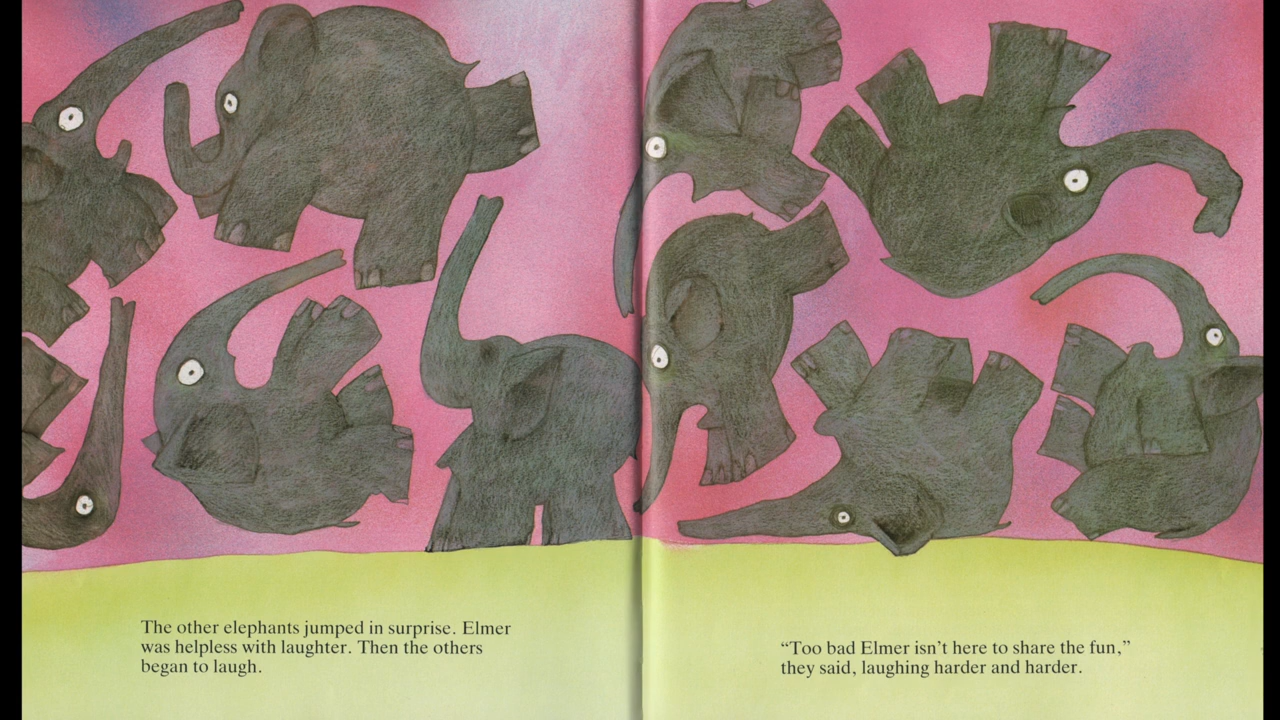 The other elephants jumped in surprise. Elmer
was helpless with laughter. Then the others
began to laugh.
“Too bad Elmer isn’t here to share the fun,”
they said, laughing harder and harder.